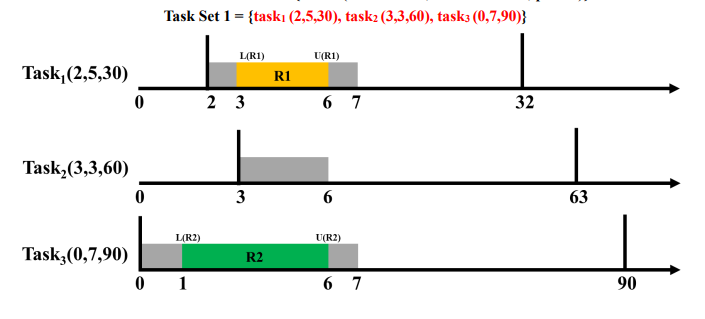 Task Set 1 = {task₁ (2,5,30), task₂ (3,3,60), task₃ (0,7,90)}
L(R1) U(R1)
Task₁(2,5,30) R1
0 2 3 6 7 32
Task₂(3,3,60)
0 3 6 63
L(R2) U(R2)
Task₃(0,7,90) R2
0 1 6 7 90